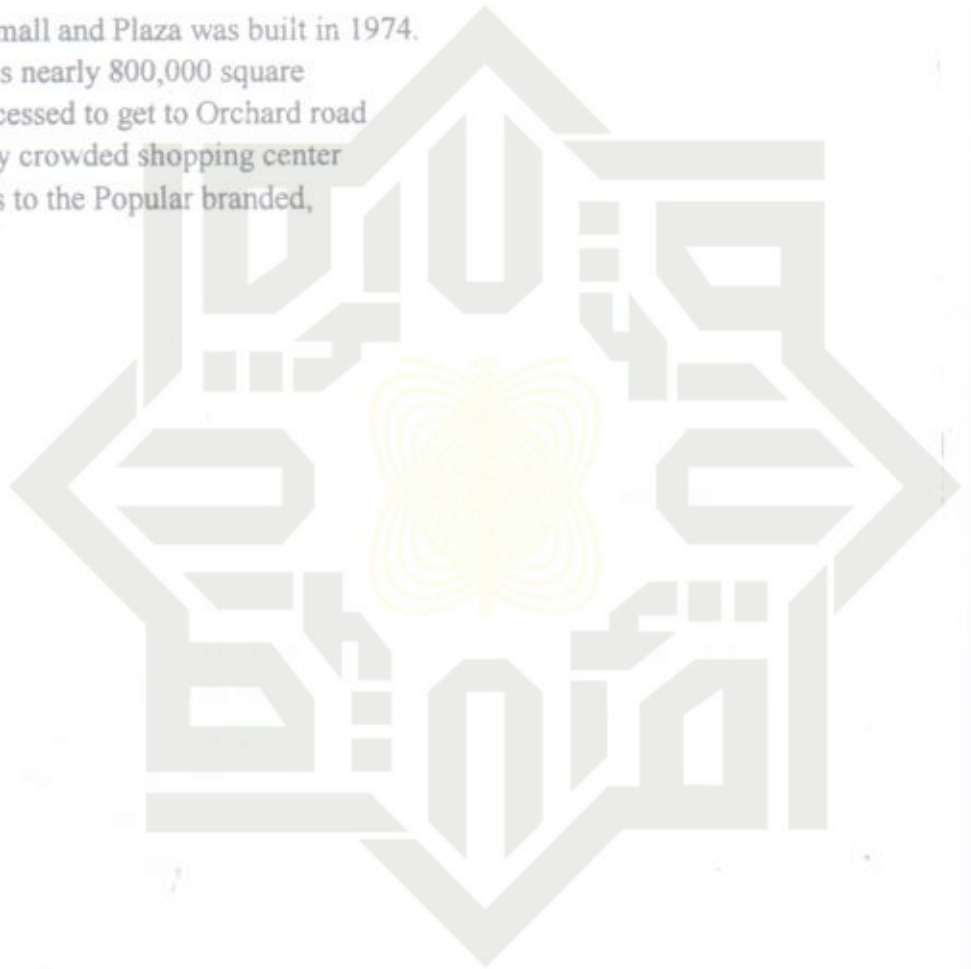 mall and Plaza was built in 1974.
s nearly 800,000 square
cessed to get to Orchard road
y crowded shopping center
s to the Popular branded,